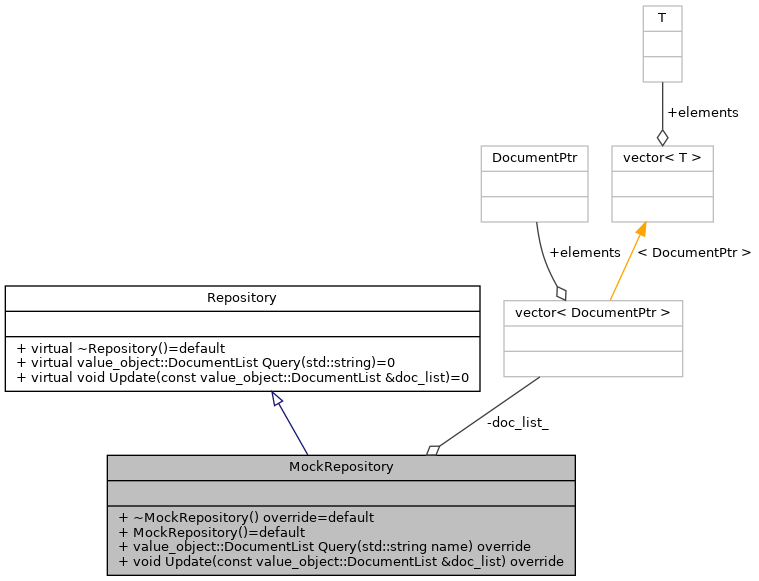 T
+elements
DocumentPtr
vector< T >
+elements
< DocumentPtr >
Repository
+ virtual ~Repository()=default
+ virtual value_object::DocumentList Query(std::string)=0
+ virtual void Update(const value_object::DocumentList &doc_list)=0
vector< DocumentPtr >
-doc_list_
MockRepository
+ ~MockRepository() override=default
+ MockRepository()=default
+ value_object::DocumentList Query(std::string name) override
+ void Update(const value_object::DocumentList &doc_list) override